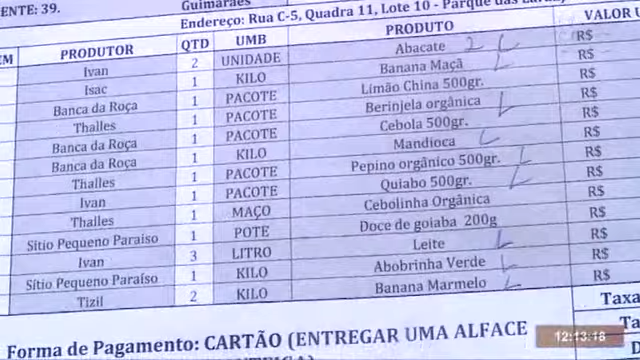 ENTE: 39.
Guimarães
Endereço: Rua C-5, Quadra 11, Lote 10 - Parque das
EM PRODUTOR QTD UMB PRODUTO VALOR
Ivan 2 UNIDADE Abacate 2 R$
Isac 1 KILO Banana Maçã R$
Banca da Roça 1 PACOTE Limão China 500gr. R$
Thalles 1 PACOTE Berinjela orgânica R$
Banca da Roça 1 PACOTE Cebola 500gr. R$
Banca da Roça 1 KILO Mandioca R$
Thalles 1 PACOTE Pepino orgânico 500gr. R$
Ivan 1 PACOTE Quiabo 500gr. R$
Thalles 1 MAÇO Cebolinha Orgânica R$
Sítio Pequeno Paraiso 1 POTE Doce de goiaba 200g R$
Ivan 3 LITRO Leite R$
Sítio Pequeno Paraíso 1 KILO Abobrinha Verde R$
Tizil 2 KILO Banana Marmelo R$
Taxa
Forma de Pagamento: CARTÃO (ENTREGAR UMA ALFACE
Ta
12:13:18